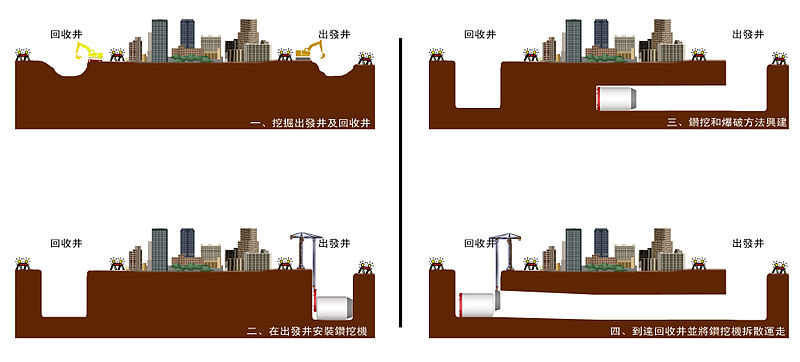 回收井
出發井
一、挖掘出發井及回收井
回收井
出發井
二、在出發井安裝鑽挖機
回收井
出發井
三、鑽挖和爆破方法興建
回收井
出發井
四、到達回收井並將鑽挖機拆散運走